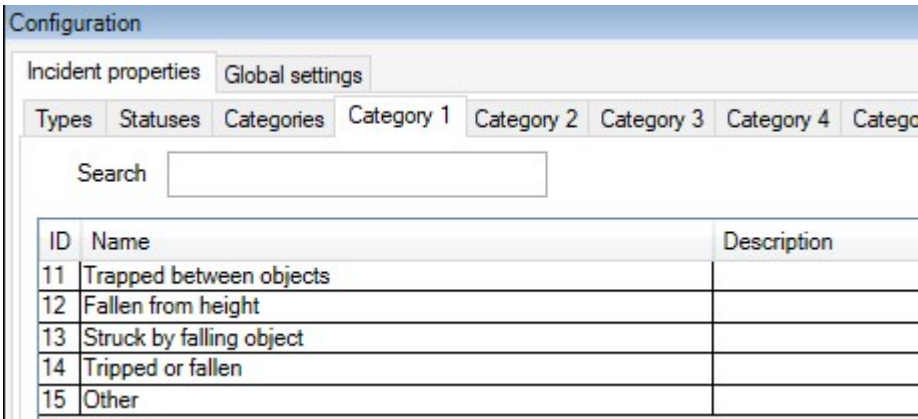 Configuration
Incident properties Global settings
Types Statuses Categories Category 1 Category 2 Category 3 Category 4
Search
ID Name Description
11 Trapped between objects
12 Fallen from height
13 Struck by falling object
14 Tripped or fallen
15 Other